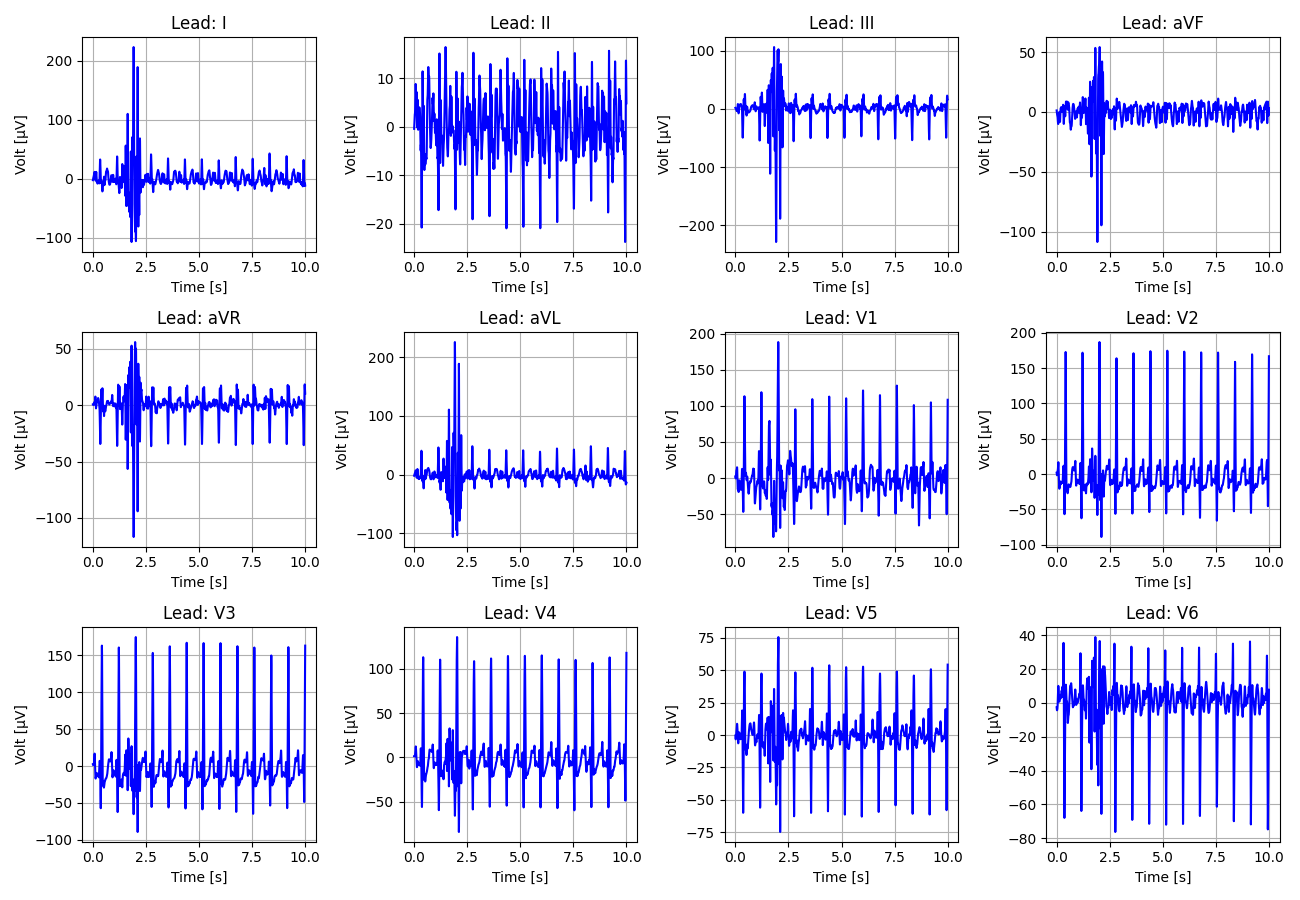 Lead: I
Volt [µV]
200
100
0
−100
0.0 2.5 5.0 7.5 10.0
Time [s]
Lead: II
Volt [µV]
10
0
−10
−20
0.0 2.5 5.0 7.5 10.0
Time [s]
Lead: III
Volt [µV]
100
0
−100
−200
0.0 2.5 5.0 7.5 10.0
Time [s]
Lead: aVF
Volt [µV]
50
0
−50
−100
0.0 2.5 5.0 7.5 10.0
Time [s]
Lead: aVR
Volt [µV]
50
0
−50
−100
0.0 2.5 5.0 7.5 10.0
Time [s]
Lead: aVL
Volt [µV]
200
100
0
−100
0.0 2.5 5.0 7.5 10.0
Time [s]
Lead: V1
Volt [µV]
200
150
100
50
0
−50
0.0 2.5 5.0 7.5 10.0
Time [s]
Lead: V2
Volt [µV]
200
150
100
50
0
−50
−100
0.0 2.5 5.0 7.5 10.0
Time [s]
Lead: V3
Volt [µV]
150
100
50
0
−50
−100
0.0 2.5 5.0 7.5 10.0
Time [s]
Lead: V4
Volt [µV]
100
50
0
−50
0.0 2.5 5.0 7.5 10.0
Time [s]
Lead: V5
Volt [µV]
75
50
25
0
−25
−50
−75
0.0 2.5 5.0 7.5 10.0
Time [s]
Lead: V6
Volt [µV]
40
20
0
−20
−40
−60
−80
0.0 2.5 5.0 7.5 10.0
Time [s]